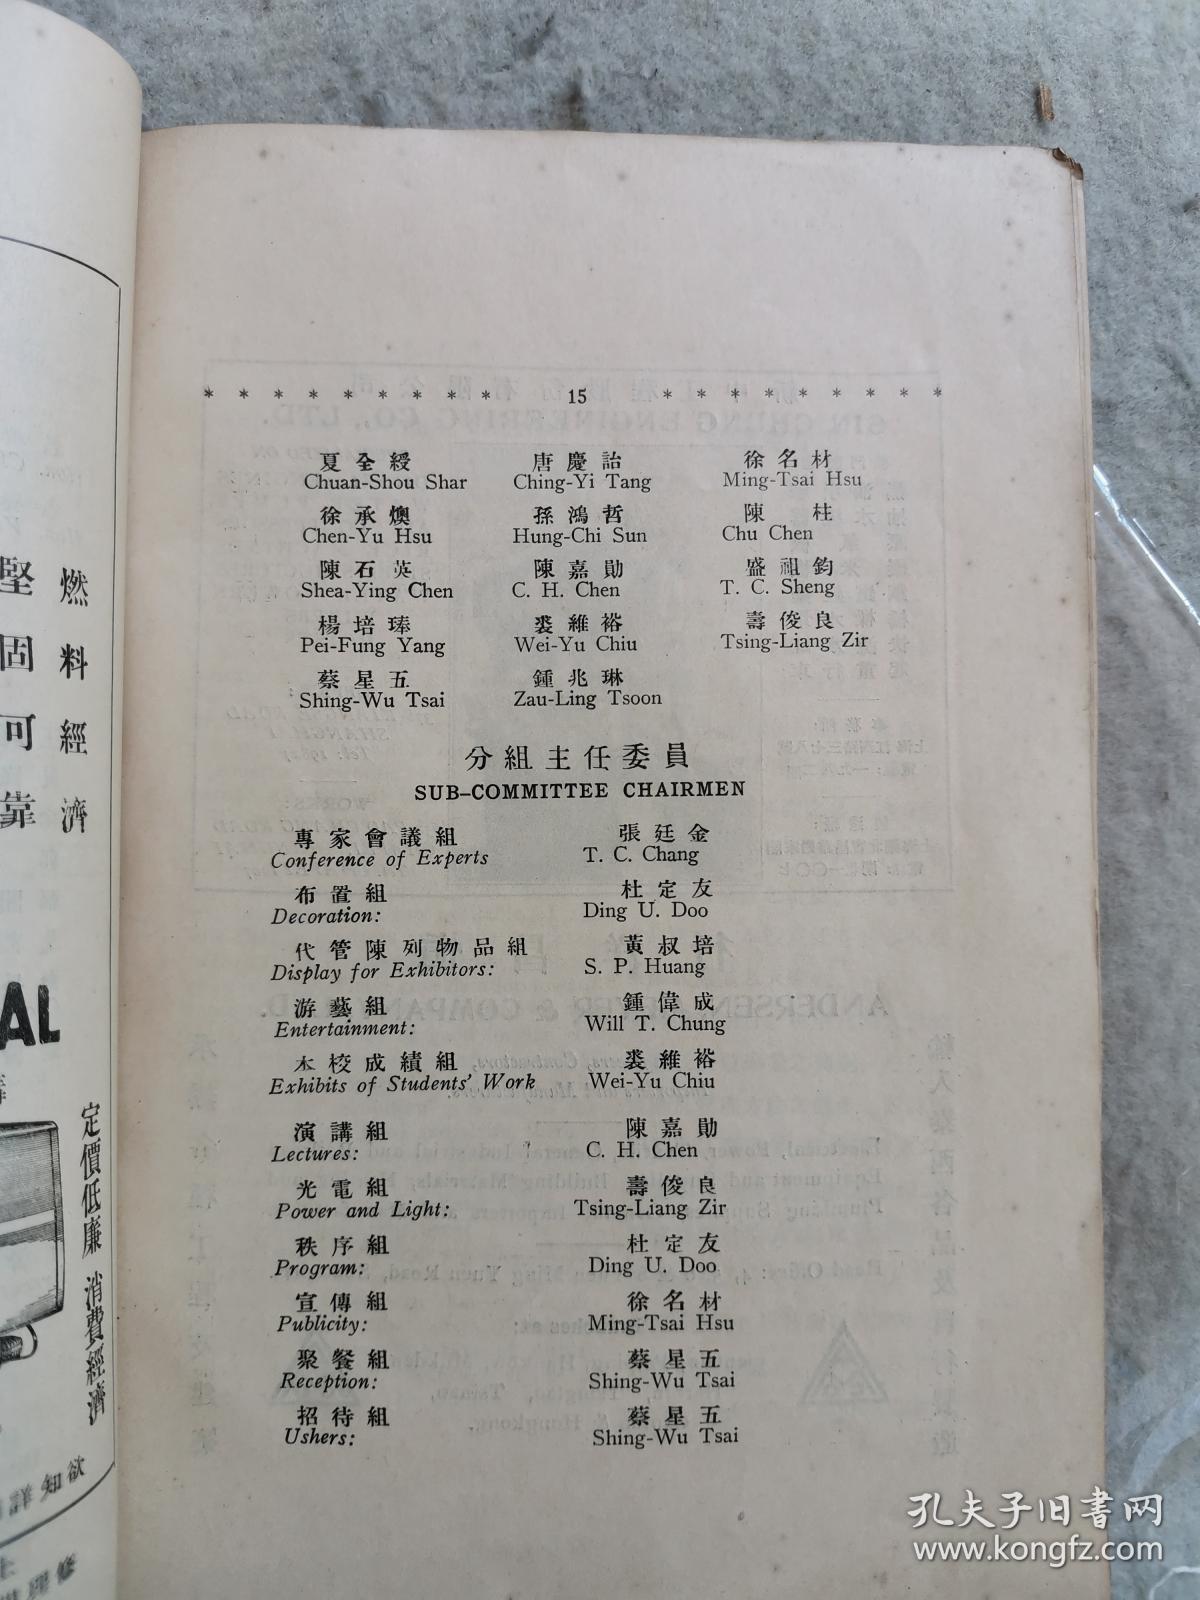 * * * * * * * * * * * * 15 * * * * * * * * * * * *
夏全綬 唐慶詒 徐名材
Chuan-Shou Shar Ching-Yi Tang Ming-Tsai Hsu
徐承燠 孫鴻哲 陳柱
Chen-Yu Hsu Hung-Chi Sun Chu Chen
陳石英 陳嘉勛 盛祖鈞
Shea-Ying Chen C. H. Chen T. C. Sheng
楊培琫 裘維裕 壽俊良
Pei-Fung Yang Wei-Yu Chiu Tsing-Liang Zir
蔡星五 鍾兆琳
Shing-Wu Tsai Zau-Ling Tsoon
分組主任委員
SUB-COMMITTEE CHAIRMEN
專家會議組 張廷金
Conference of Experts T. C. Chang
布置組 杜定友
Decoration: Ding U. Doo
代管陳列物品組 黃叔培
Display for Exhibitors: S. P. Huang
游藝組 鍾偉成
Entertainment: Will T. Chung
本校成績組 裘維裕
Exhibits of Students' Work Wei-Yu Chiu
演講組 陳嘉勛
Lectures: C. H. Chen
光電組 壽俊良
Power and Light: Tsing-Liang Zir
秩序組 杜定友
Program: Ding U. Doo
宣傳組 徐名材
Publicity: Ming-Tsai Hsu
聚餐組 蔡星五
Reception: Shing-Wu Tsai
招待組 蔡星五
Ushers: Shing-Wu Tsai
燃料經濟
堅固可靠
AL
定價低廉 消費經濟
欲知詳
孔夫子旧书网
www.kongfz.com